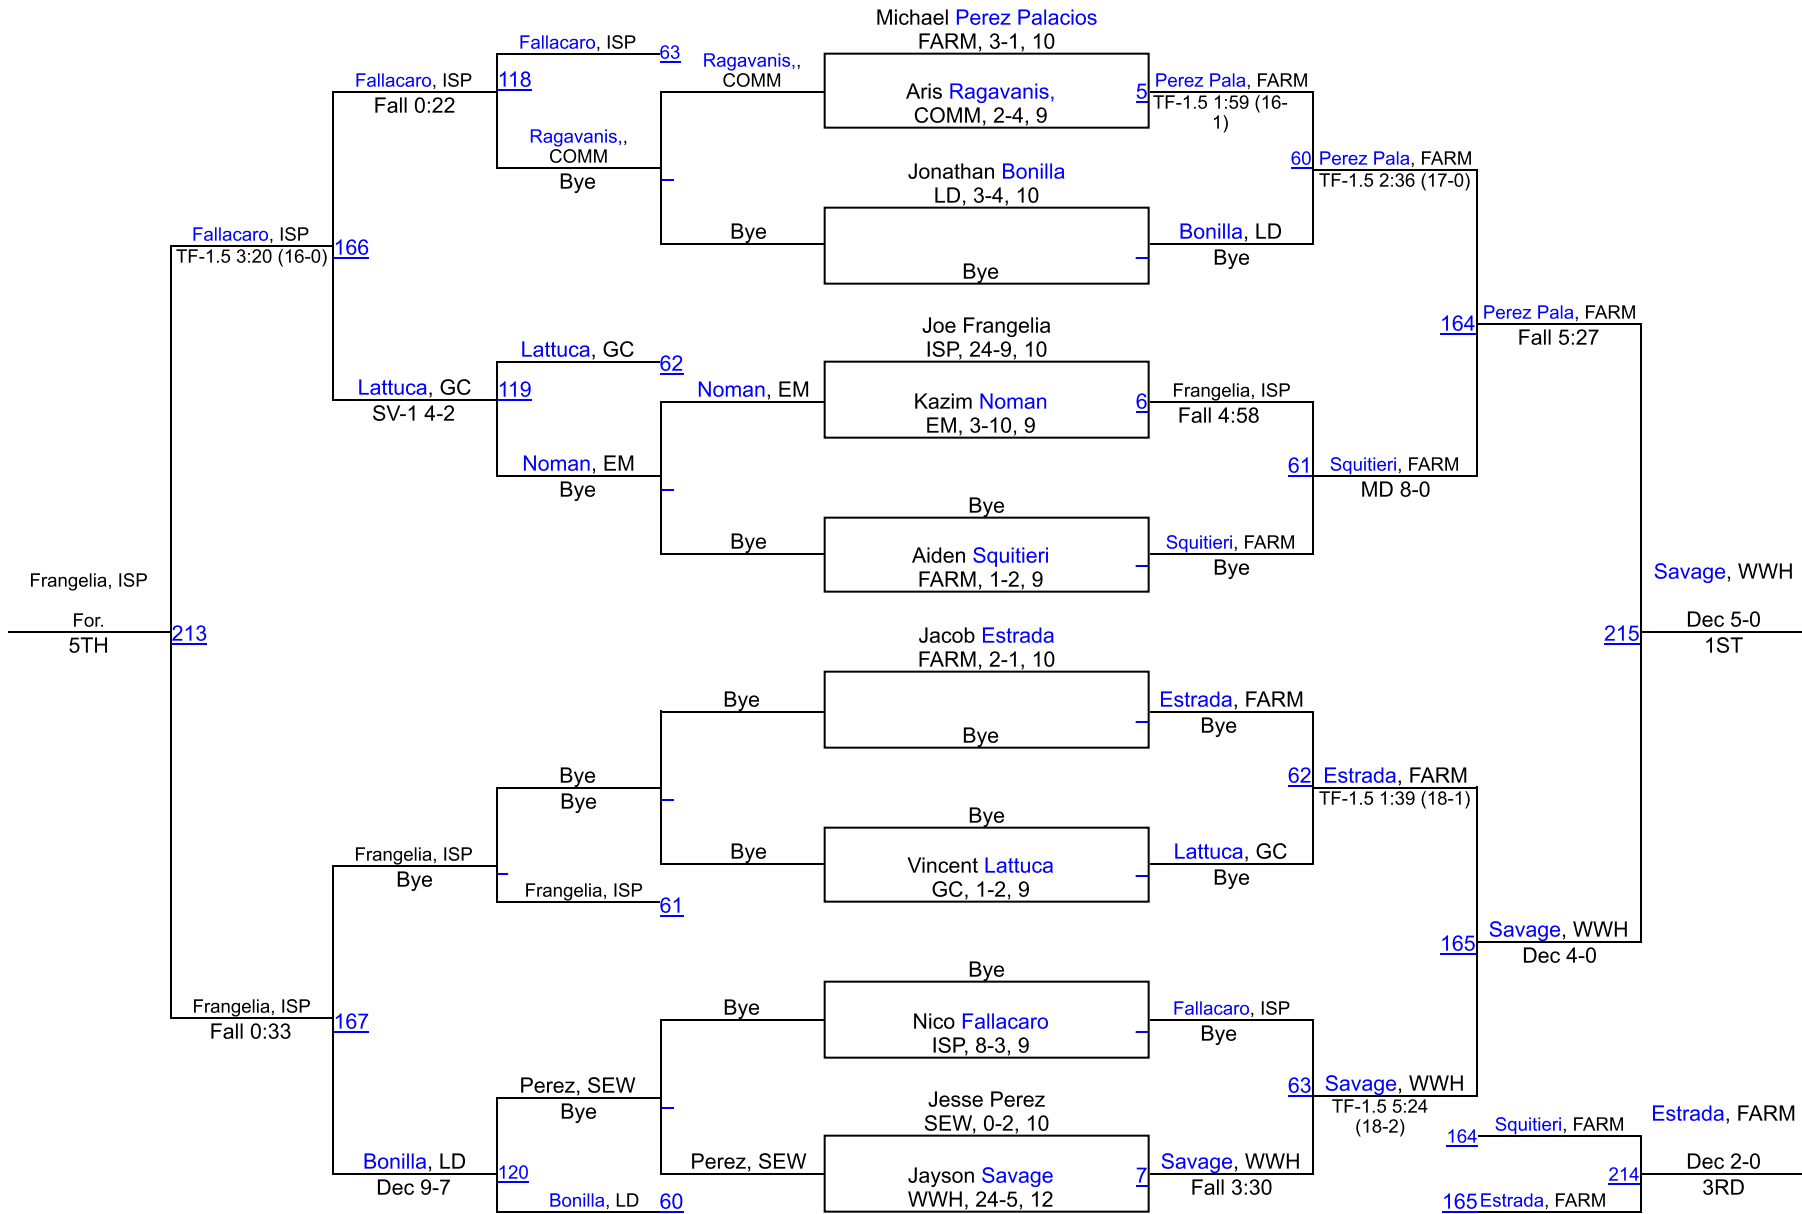 Michael Perez Palacios
FARM, 3-1, 10
Fallacaro, ISP
63
Ragavanis,,
COMM
Fallacaro, ISP
118
Fall 0:22
Aris Ragavanis,
COMM, 2-4, 9
5
Perez Pala, FARM
TF-1.5 1:59 (16-
1)
Ragavanis,,
COMM
Bye
60
Perez Pala, FARM
TF-1.5 2:36 (17-0)
Jonathan Bonilla
LD, 3-4, 10
Fallacaro, ISP
TF-1.5 3:20 (16-0)
166
Bye
Bye
Bonilla, LD
Bye
Joe Frangelia
ISP, 24-9, 10
164
Perez Pala, FARM
Fall 5:27
Lattuca, GC
62
Lattuca, GC
119
SV-1 4-2
Noman, EM
Kazim Noman
EM, 3-10, 9
6
Frangelia, ISP
Fall 4:58
Noman, EM
Bye
61
Squitieri, FARM
MD 8-0
Bye
Bye
Aiden Squitieri
FARM, 1-2, 9
Squitieri, FARM
Bye
Frangelia, ISP
For.
5TH
213
Savage, WWH
Dec 5-0
1ST
215
Jacob Estrada
FARM, 2-1, 10
Bye
Bye
Estrada, FARM
Bye
Bye
Bye
62
Estrada, FARM
TF-1.5 1:39 (18-1)
Bye
Bye
Vincent Lattuca
GC, 1-2, 9
Lattuca, GC
Bye
Frangelia, ISP
Bye
Frangelia, ISP
61
165
Savage, WWH
Dec 4-0
Bye
Frangelia, ISP
Fall 0:33
167
Bye
Nico Fallacaro
ISP, 8-3, 9
Fallacaro, ISP
Bye
Perez, SEW
Bye
63
Savage, WWH
TF-1.5 5:24
(18-2)
Jesse Perez
SEW, 0-2, 10
Bonilla, LD
120
Dec 9-7
Perez, SEW
Jayson Savage
WWH, 24-5, 12
7
Savage, WWH
Fall 3:30
Bonilla, LD
60
164
Squitieri, FARM
Estrada, FARM
214
Dec 2-0
3RD
165
Estrada, FARM